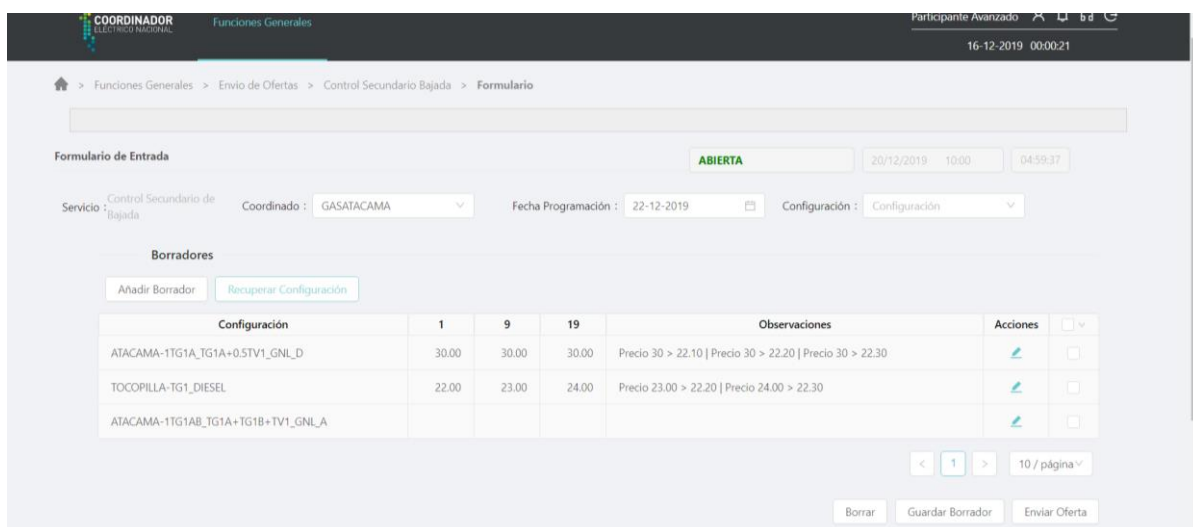 COORDINADOR
ELÉCTRICO NACIONAL
Funciones Generales
Participante Avanzado
16-12-2019 00:00:21
> Funciones Generales > Envio de Ofertas > Control Secundario Bajada > Formulario
Formulario de Entrada
ABIERTA
20/12/2019 10:00
04:59:37
Servicio : Control Secundario de Bajada
Coordinado : GASATACAMA
Fecha Programación : 22-12-2019
Configuración : Configuración
Borradores
Añadir Borrador
Recuperar Configuración
Configuración 1 9 19 Observaciones Acciones
ATACAMA-1TG1A_TG1A+0.5TV1_GNL_D 30.00 30.00 30.00 Precio 30 > 22.10 | Precio 30 > 22.20 | Precio 30 > 22.30
TOCOPILLA-TG1_DIESEL 22.00 23.00 24.00 Precio 23.00 > 22.20 | Precio 24.00 > 22.30
ATACAMA-1TG1AB_TG1A+TG1B+TV1_GNL_A
< 1 > 10 / página
Borrar
Guardar Borrador
Enviar Oferta